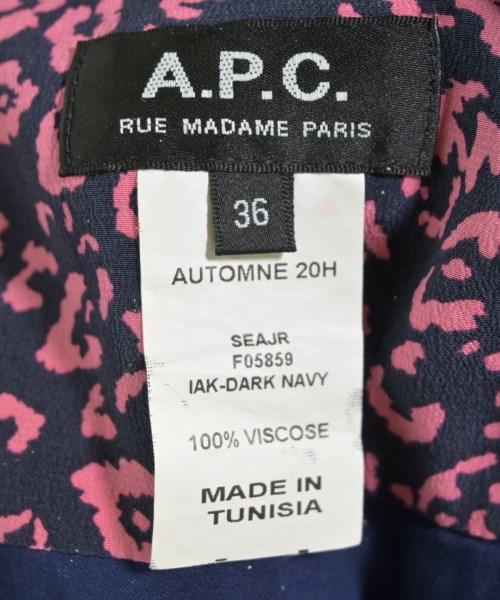 A.P.C.
RUE MADAME PARIS
36
AUTOMNE 20H
SEAJR
F05859
IAK-DARK NAVY
100% VISCOSE
MADE IN
TUNISIA